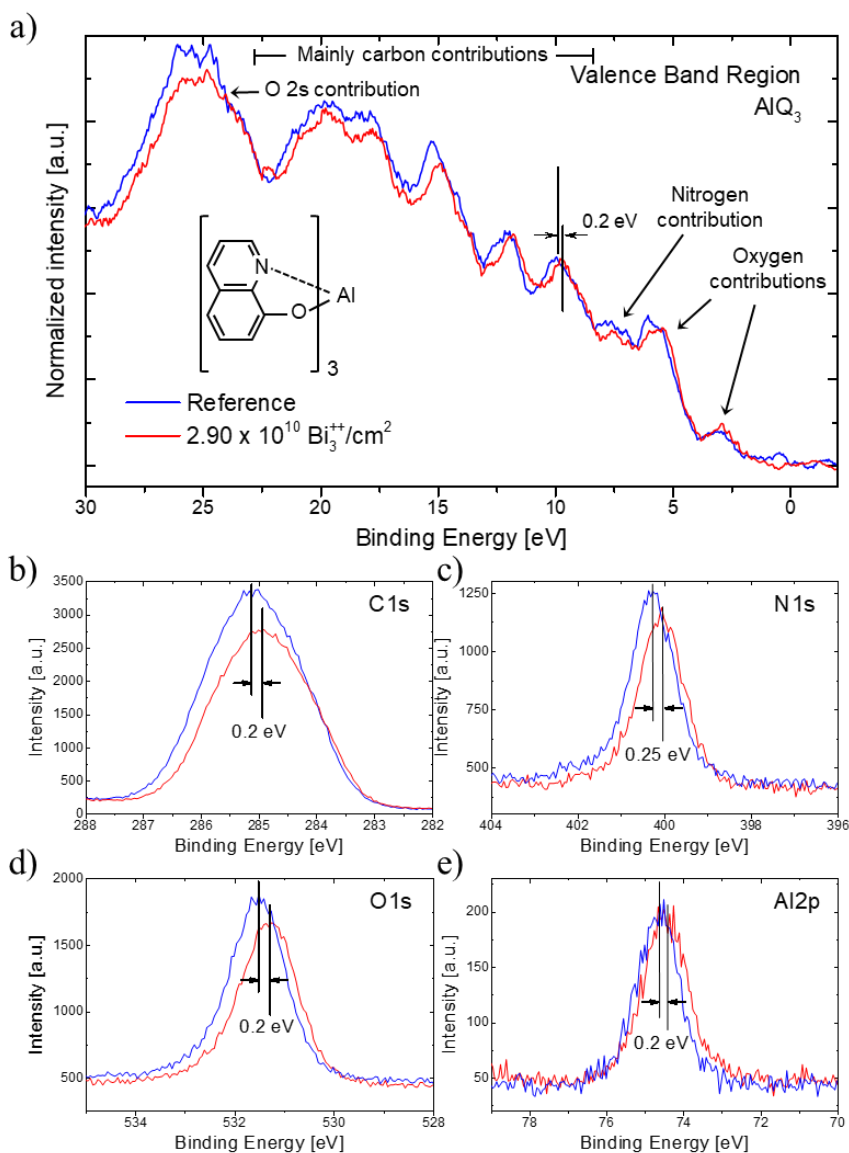 a)
Mainly carbon contributions
Valence Band Region
AlQ₃
O 2s contribution
Nitrogen
contribution
0.2 eV
Oxygen
contributions
N
Al
O
3
Reference
2.90 x 10¹⁰ Bi₃⁺⁺/cm²
Normalized intensity [a.u.]
30 25 20 15 10 5 0
Binding Energy [eV]
b)
C1s
3500
3000
2500
2000
1500
1000
500
0
0.2 eV
Intensity [a.u.]
288 287 286 285 284 283 282
Binding Energy [eV]
c)
N1s
1250
1000
750
500
0.25 eV
Intensity [a.u.]
404 402 400 398 396
Binding Energy [eV]
d)
O1s
2000
1500
1000
500
0.2 eV
Intensity [a.u.]
534 532 530 528
Binding Energy [eV]
e)
Al2p
200
150
100
50
0.2 eV
Intensity [a.u.]
78 76 74 72 70
Binding Energy [eV]